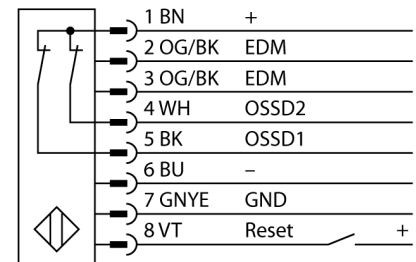 1 BN +
2 OG/BK EDM
3 OG/BK EDM
4 WH OSSD2
5 BK OSSD1
6 BU –
7 GNYE GND
8 VT Reset +